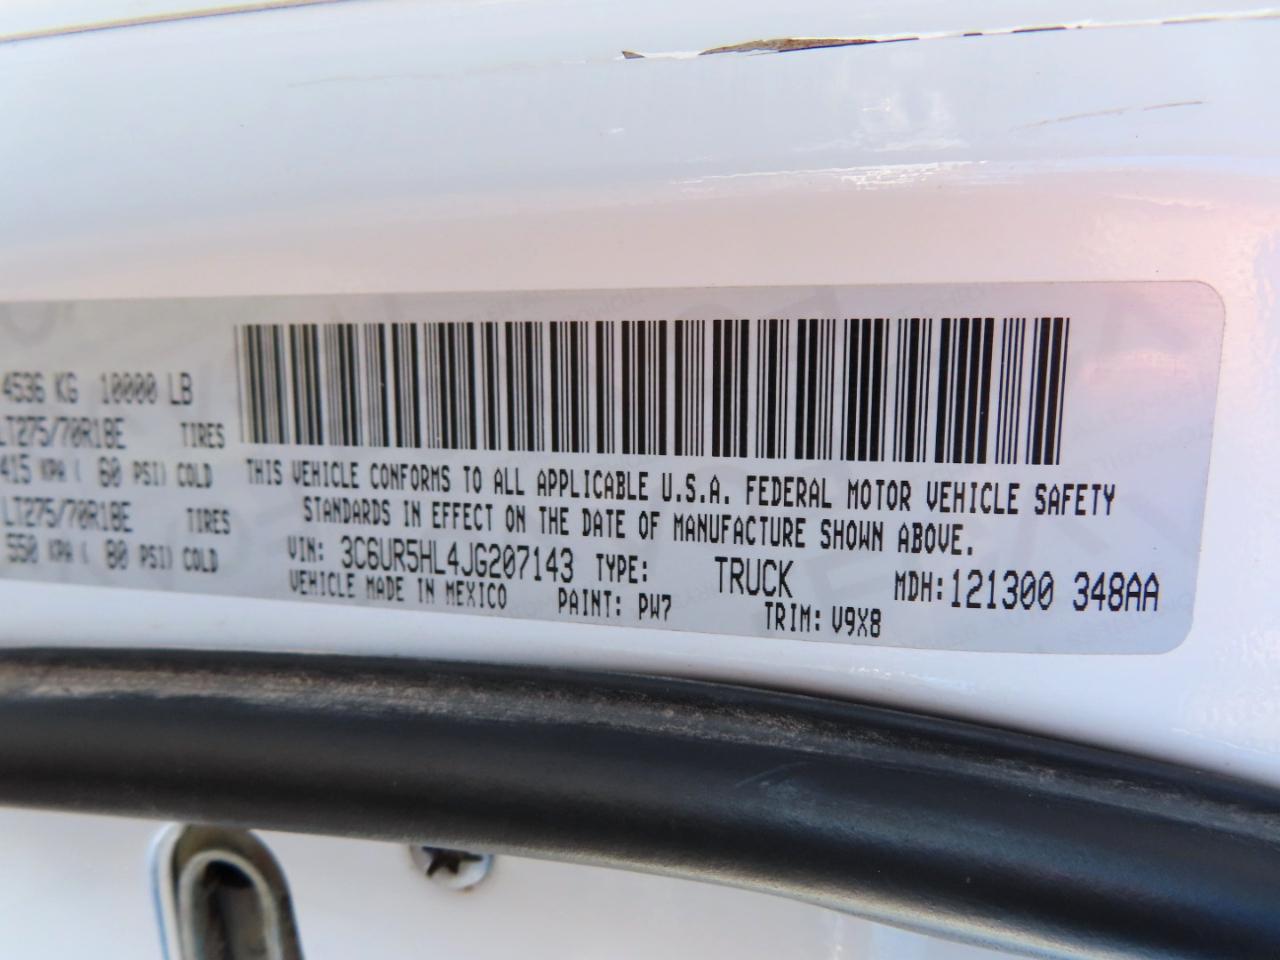 4536 KG 10000 LB
LT275/70R18E TIRES
415 KPA ( 60 PSI) COLD
LT275/70R18E TIRES
550 KPA ( 80 PSI) COLD
THIS VEHICLE CONFORMS TO ALL APPLICABLE U.S.A. FEDERAL MOTOR VEHICLE SAFETY
STANDARDS IN EFFECT ON THE DATE OF MANUFACTURE SHOWN ABOVE.
VIN: 3C6UR5HL4JG207143 TYPE: TRUCK MDH: 121300 348AA
VEHICLE MADE IN MEXICO PAINT: PW7 TRIM: V9X8